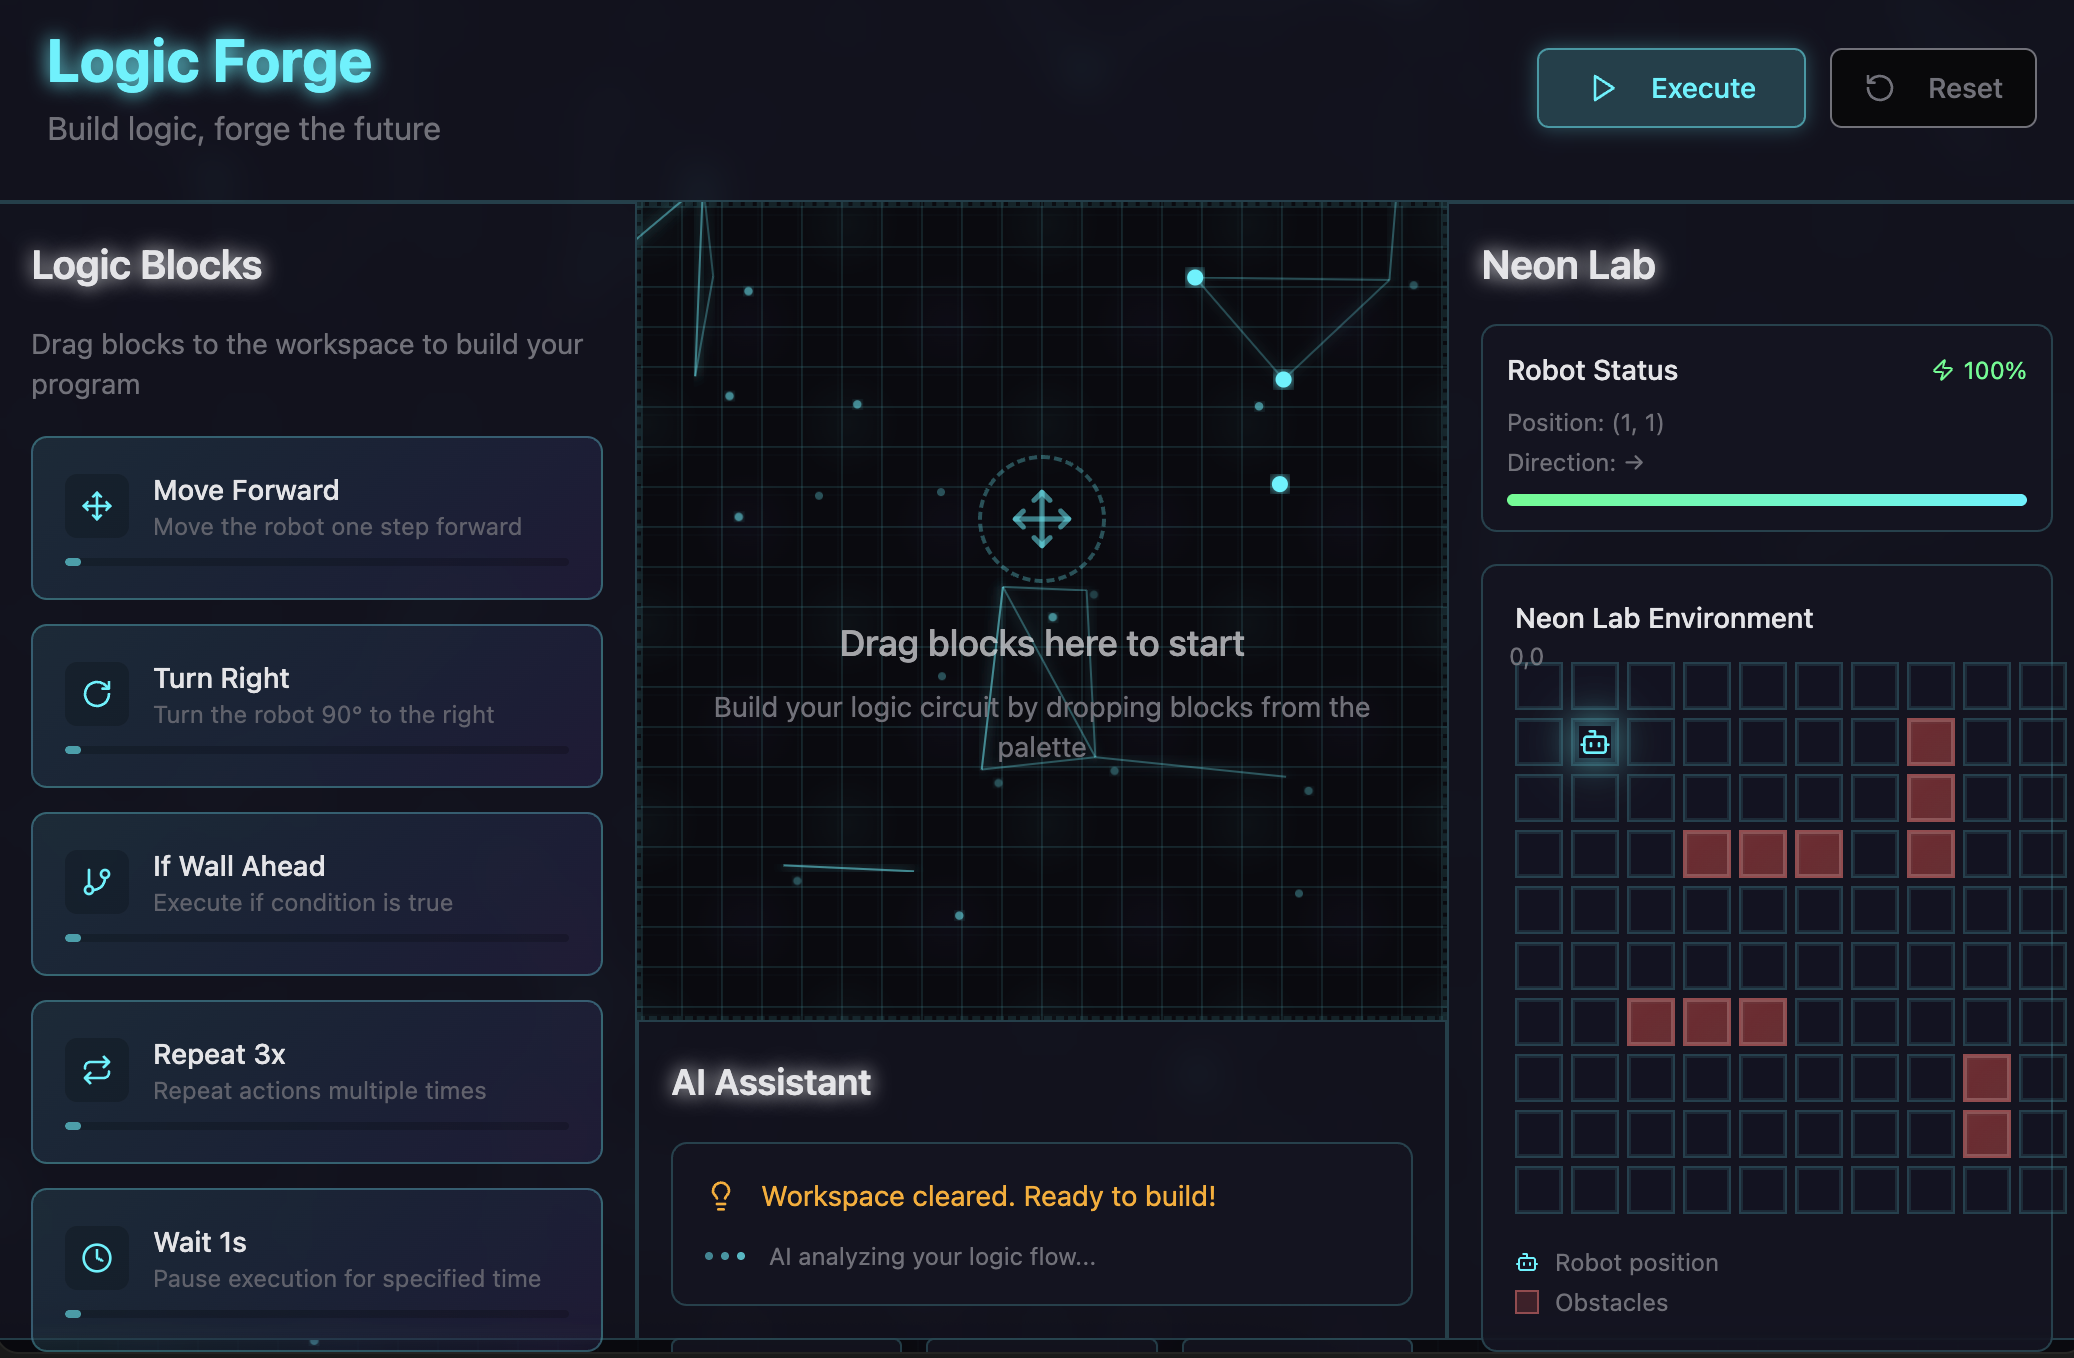 Logic Forge
Build logic, forge the future
Execute
Reset
Logic Blocks
Drag blocks to the workspace to build your
program
Move Forward
Move the robot one step forward
Turn Right
Turn the robot 90° to the right
If Wall Ahead
Execute if condition is true
Repeat 3x
Repeat actions multiple times
Wait 1s
Pause execution for specified time
Drag blocks here to start
Build your logic circuit by dropping blocks from the
palette
AI Assistant
Workspace cleared. Ready to build!
AI analyzing your logic flow...
Neon Lab
Robot Status
100%
Position: (1, 1)
Direction: →
Neon Lab Environment
0,0
Robot position
Obstacles